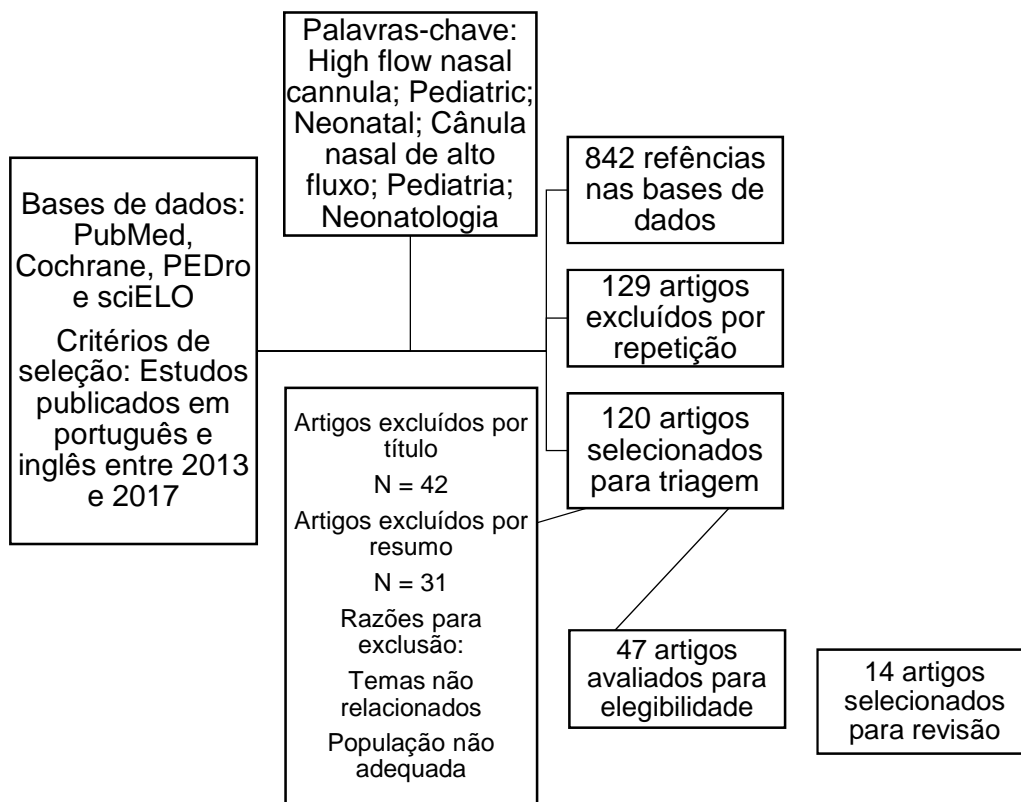 Palavras-chave:
High flow nasal
cannula; Pediatric;
Neonatal; Cânula
nasal de alto
fluxo; Pediatria;
Neonatologia
Bases de dados:
PubMed,
Cochrane, PEDro
e sciELO
Critérios de
seleção: Estudos
publicados em
português e
inglês entre 2013
e 2017
842 refências
nas bases de
dados
129 artigos
excluídos por
repetição
120 artigos
selecionados
para triagem
Artigos excluídos por
título
N = 42
Artigos excluídos por
resumo
N = 31
Razões para
exclusão:
Temas não
relacionados
População não
adequada
47 artigos
avaliados para
elegibilidade
14 artigos
selecionados
para revisão